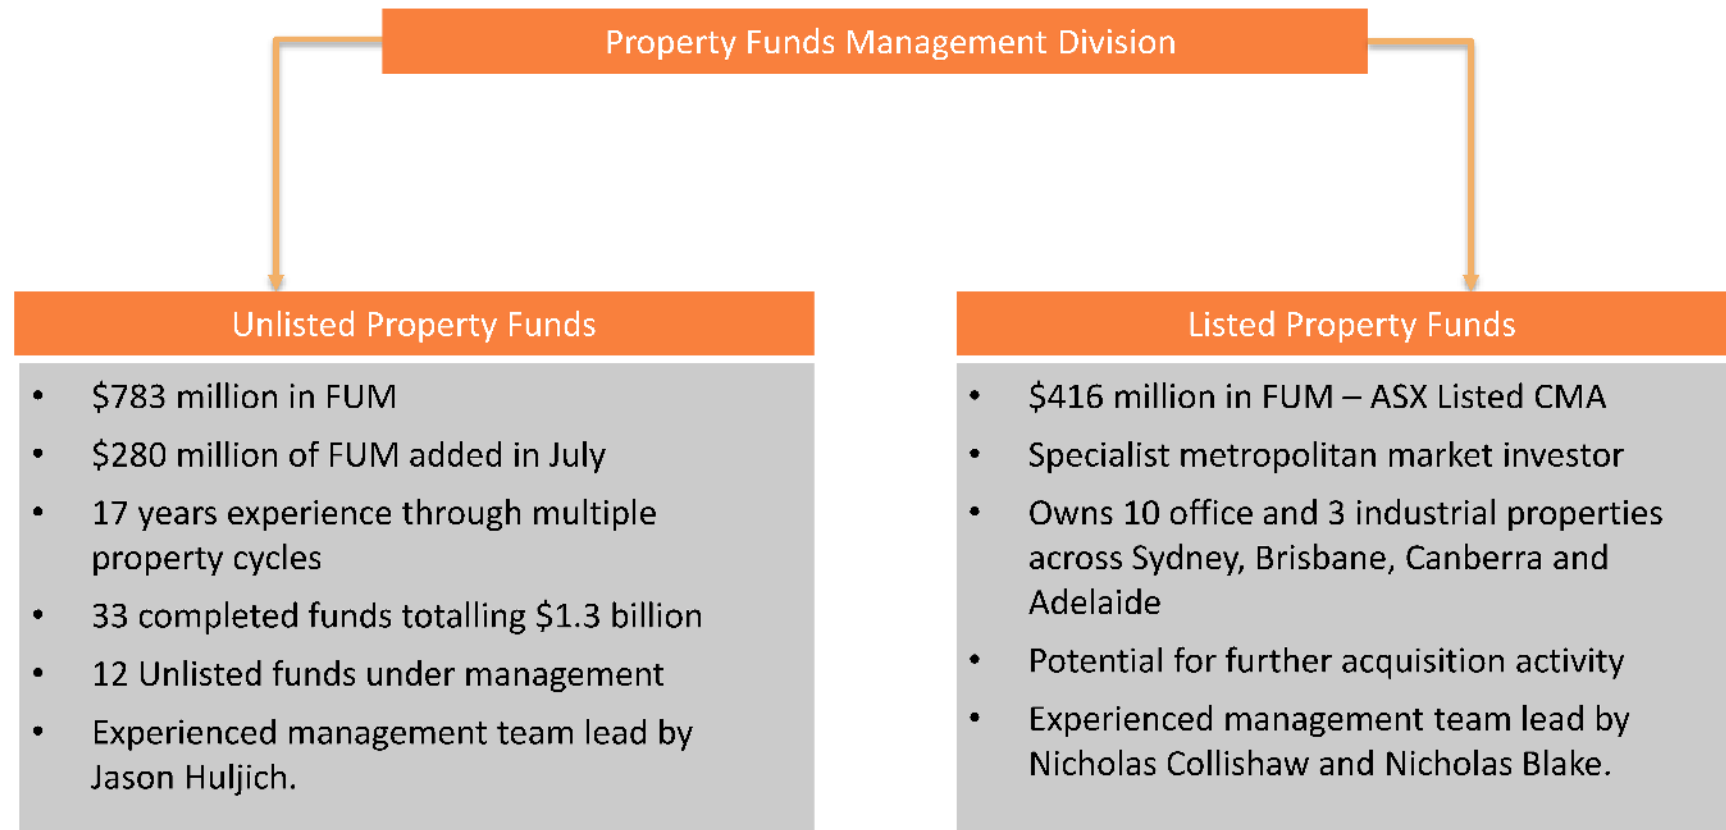 Property Funds Management Division
Unlisted Property Funds
• $783 million in FUM
• $280 million of FUM added in July
• 17 years experience through multiple
property cycles
• 33 completed funds totalling $1.3 billion
• 12 Unlisted funds under management
• Experienced management team lead by
Jason Huljich.
Listed Property Funds
• $416 million in FUM – ASX Listed CMA
• Specialist metropolitan market investor
• Owns 10 office and 3 industrial properties
across Sydney, Brisbane, Canberra and
Adelaide
• Potential for further acquisition activity
• Experienced management team lead by
Nicholas Collishaw and Nicholas Blake.